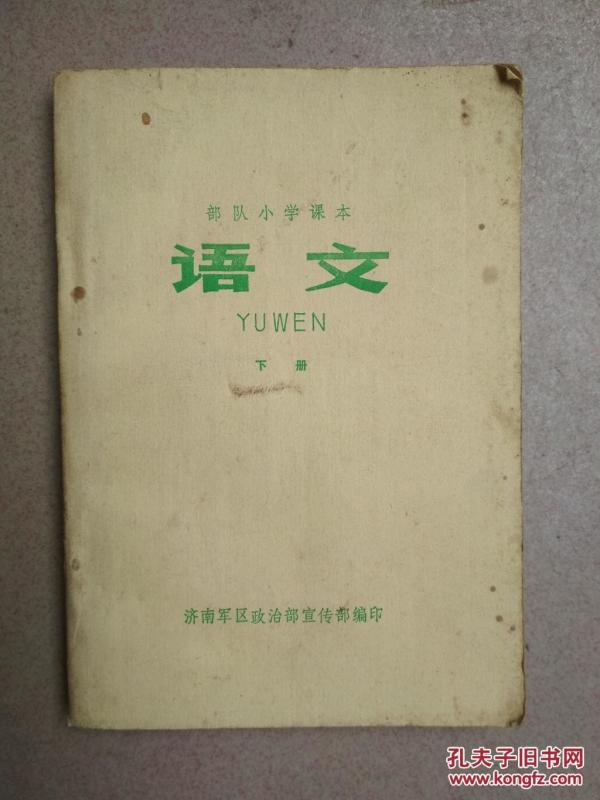 部队小学课本
语文
YUWEN
下册
济南军区政治部宣传部编印
孔夫子旧书网
www.kongfz.com